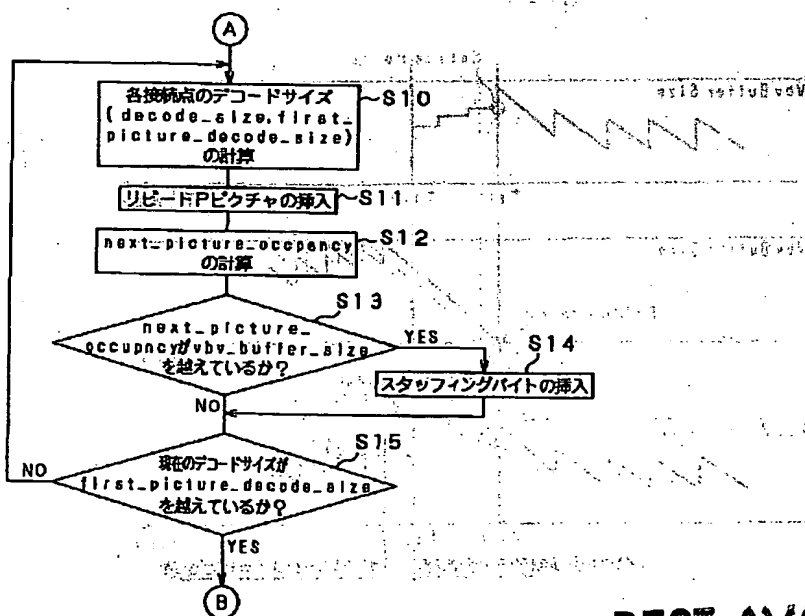 A
各接続点のデコードサイズ
(decode_size,first_
picture_decode_size)
の計算
S10
リピードPピクチャの挿入
S11
next_picture_occpency
の計算
S12
next_picture_
occupncyがvbv_buffer_size
を越えているか?
S13
YES
S14
スタッフィングバイトの挿入
NO
S15
現在のデコードサイズが
first_picture_decode_size
を越えているか?
NO
YES
B